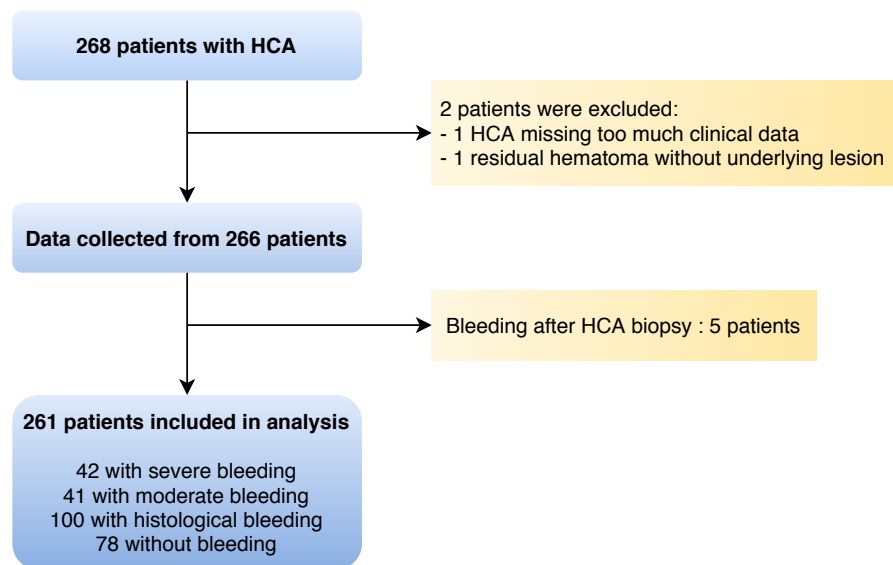 268 patients with HCA
2 patients were excluded:
- 1 HCA missing too much clinical data
- 1 residual hematoma without underlying lesion
Data collected from 266 patients
Bleeding after HCA biopsy : 5 patients
261 patients included in analysis
42 with severe bleeding
41 with moderate bleeding
100 with histological bleeding
78 without bleeding